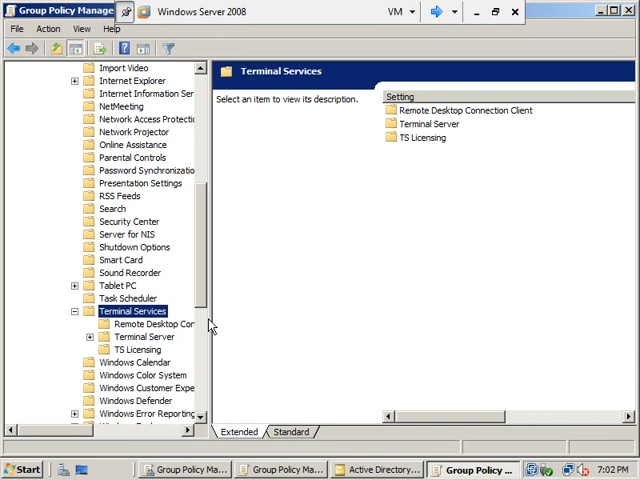 Group Policy Manage
Windows Server 2008
VM
File Action View Help
Import Video
Internet Explorer
Internet Information Ser
NetMeeting
Network Access Protectio
Network Projector
Online Assistance
Parental Controls
Password Synchronizatio
Presentation Settings
RSS Feeds
Search
Security Center
Server for NIS
Shutdown Options
Smart Card
Sound Recorder
Tablet PC
Task Scheduler
Terminal Services
Remote Desktop Con
Terminal Server
TS Licensing
Windows Calendar
Windows Color System
Windows Customer Expe
Windows Defender
Windows Error Reporting
Terminal Services
Select an item to view its description.
Setting
Remote Desktop Connection Client
Terminal Server
TS Licensing
Extended Standard
Start
Group Policy Ma...
Group Policy Ma...
Active Directory...
Group Policy ...
7:02 PM